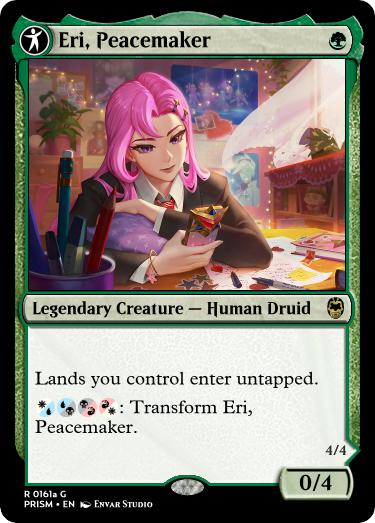 Eri, Peacemaker
Legendary Creature — Human Druid
Lands you control enter untapped.
: Transform Eri,
Peacemaker.
4/4
0/4
R 0161a G
PRISM • EN ENVAR STUDIO